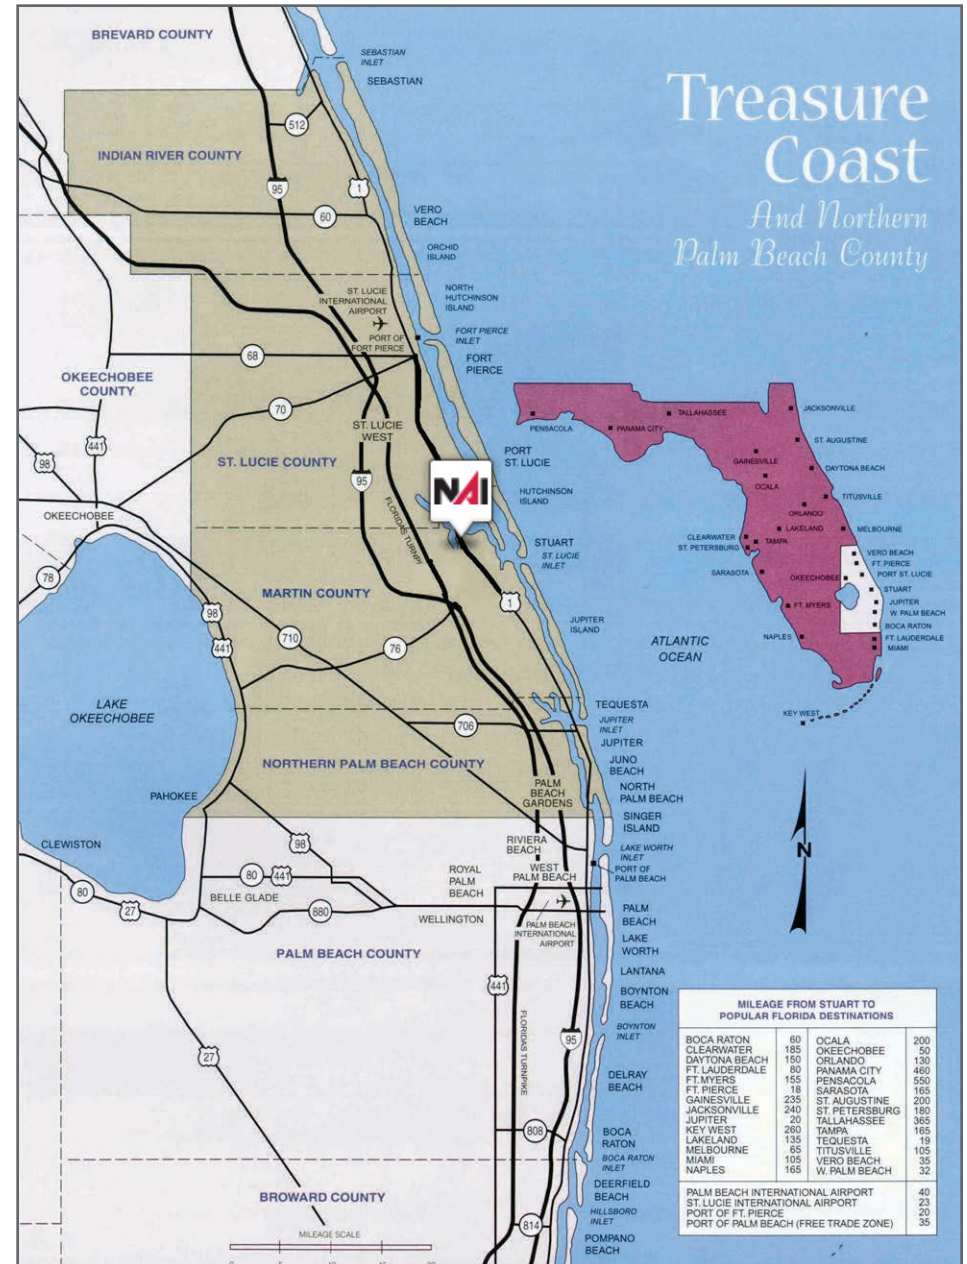 Treasure
Coast
And Northern
Palm Beach County
BREVARD COUNTY
SEBASTIAN
INLET
SEBASTIAN
512
INDIAN RIVER COUNTY
95
1
60
VERO
BEACH
ORCHID
ISLAND
ST. LUCIE
INTERNATIONAL
AIRPORT
NORTH
HUTCHINSON
ISLAND
PORT OF
FORT PIERCE
FORT PIERCE
INLET
68
FORT
PIERCE
OKEECHOBEE
COUNTY
70
ST. LUCIE
WEST
441
98
ST. LUCIE COUNTY
95
PORT
ST. LUCIE
NAI
HUTCHINSON
ISLAND
OKEECHOBEE
FLORIDAS TURNPI
STUART
ST. LUCIE
INLET
78
MARTIN COUNTY
1
98
710
441
76
JUPITER
ISLAND
LAKE
OKEECHOBEE
TEQUESTA
706
JUPITER
INLET
JUPITER
NORTHERN PALM BEACH COUNTY
JUNO
BEACH
PAHOKEE
PALM
BEACH
GARDENS
NORTH
PALM BEACH
SINGER
ISLAND
CLEWISTON
98
RIVIERA
BEACH
LAKE WORTH
INLET
80
441
ROYAL
PALM
BEACH
WEST
PALM BEACH
PORT OF
PALM BEACH
80
27
BELLE GLADE
880
WELLINGTON
PALM BEACH
INTERNATIONAL
AIRPORT
PALM
BEACH
LAKE
WORTH
PALM BEACH COUNTY
LANTANA
441
BOYNTON
BEACH
FLORIDAS TURNPIKE
BOYNTON
INLET
95
27
DELRAY
BEACH
808
BOCA
RATON
BOCA RATON
INLET
BROWARD COUNTY
DEERFIELD
BEACH
HILLSBORO
INLET
814
MILEAGE SCALE
POMPANO
BEACH
PENSACOLA
PANAMA CITY
TALLAHASSEE
JACKSONVILLE
ST. AUGUSTINE
GAINESVILLE
DAYTONA BEACH
OCALA
TITUSVILLE
ORLANDO
LAKELAND
MELBOURNE
CLEARWATER
TAMPA
ST. PETERSBURG
VERO BEACH
FT. PIERCE
SARASOTA
OKEECHOBEE
PORT ST. LUCIE
STUART
FT. MYERS
JUPITER
W. PALM BEACH
BOCA RATON
NAPLES
FT. LAUDERDALE
MIAMI
KEY WEST
ATLANTIC
OCEAN
N
MILEAGE FROM STUART TO
POPULAR FLORIDA DESTINATIONS
BOCA RATON 60 OCALA 200
CLEARWATER 185 OKEECHOBEE 50
DAYTONA BEACH 150 ORLANDO 130
FT. LAUDERDALE 80 PANAMA CITY 460
FT. MYERS 155 PENSACOLA 550
FT. PIERCE 18 SARASOTA 165
GAINESVILLE 235 ST. AUGUSTINE 200
JACKSONVILLE 240 ST. PETERSBURG 180
JUPITER 20 TALLAHASSEE 365
KEY WEST 260 TAMPA 165
LAKELAND 135 TEQUESTA 19
MELBOURNE 65 TITUSVILLE 105
MIAMI 105 VERO BEACH 35
NAPLES 165 W. PALM BEACH 32
PALM BEACH INTERNATIONAL AIRPORT 40
ST. LUCIE INTERNATIONAL AIRPORT 23
PORT OF FT. PIERCE 20
PORT OF PALM BEACH (FREE TRADE ZONE) 35